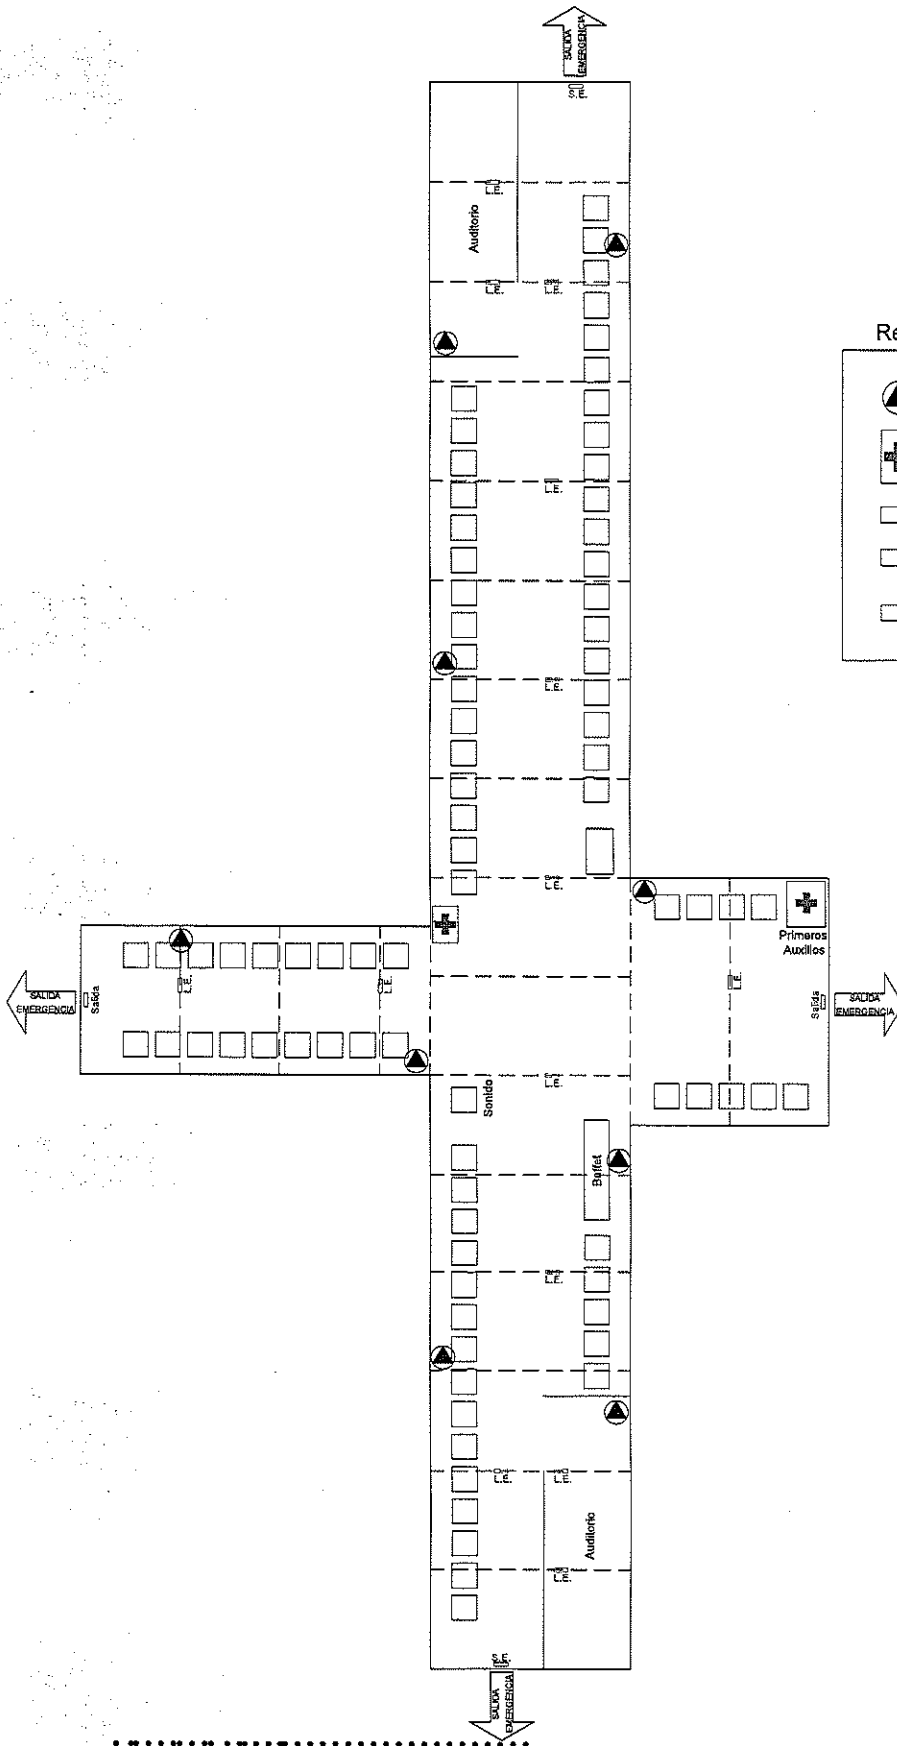 SALIDA
EMERGENCIA
S.E.
L.E.
Auditorio
L.E.
L.E.
Re
L.E.
L.E.
L.E.
Primeros
Auxilios
SALIDA
EMERGENCIA
Salida
L.E.
L.E.
L.E.
Salida
SALIDA
EMERGENCIA
L.E.
Sonido
Buffet
L.E.
L.E.
L.E.
Auditorio
L.E.
S.E.
SALIDA
EMERGENCIA